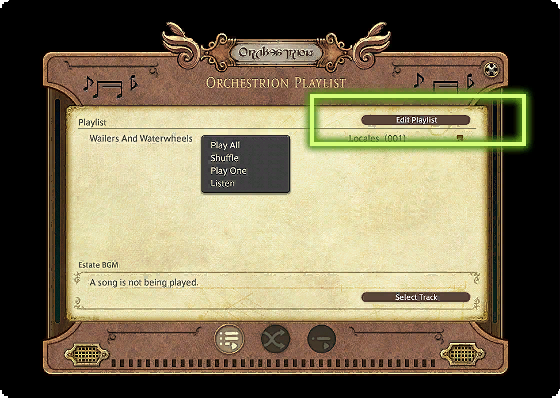 Orchestrion
ORCHESTRION PLAYLIST
Playlist
Edit Playlist
Wailers And Waterwheels
Locales (001)
Play All
Shuffle
Play One
Listen
Estate BGM
A song is not being played.
Select Track